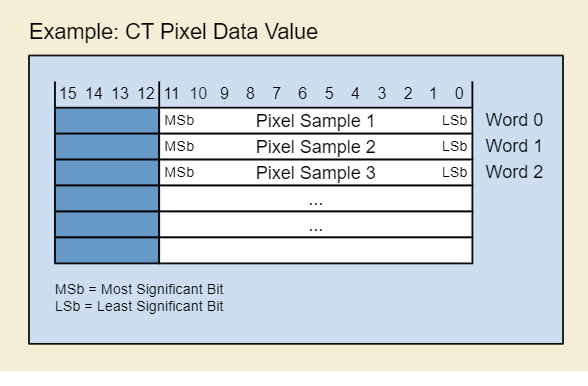 Example: CT Pixel Data Value
15 14 13 12 11 10 9 8 7 6 5 4 3 2 1 0
MSb Pixel Sample 1 LSb Word 0
MSb Pixel Sample 2 LSb Word 1
MSb Pixel Sample 3 LSb Word 2
...
...
MSb = Most Significant Bit
LSb = Least Significant Bit